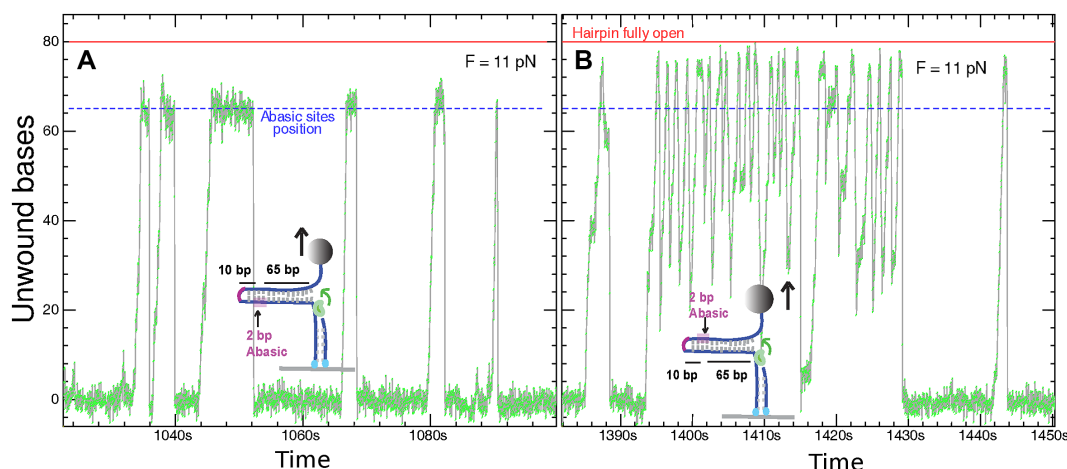 Hairpin fully open
A
F = 11 pN
B
F = 11 pN
Abasic sites
position
Unwound bases
80
60
40
20
0
10 bp
65 bp
2 bp
Abasic
2 bp
Abasic
10 bp
65 bp
1040s
1060s
1080s
1390s
1400s
1410s
1420s
1430s
1440s
1450s
Time
Time